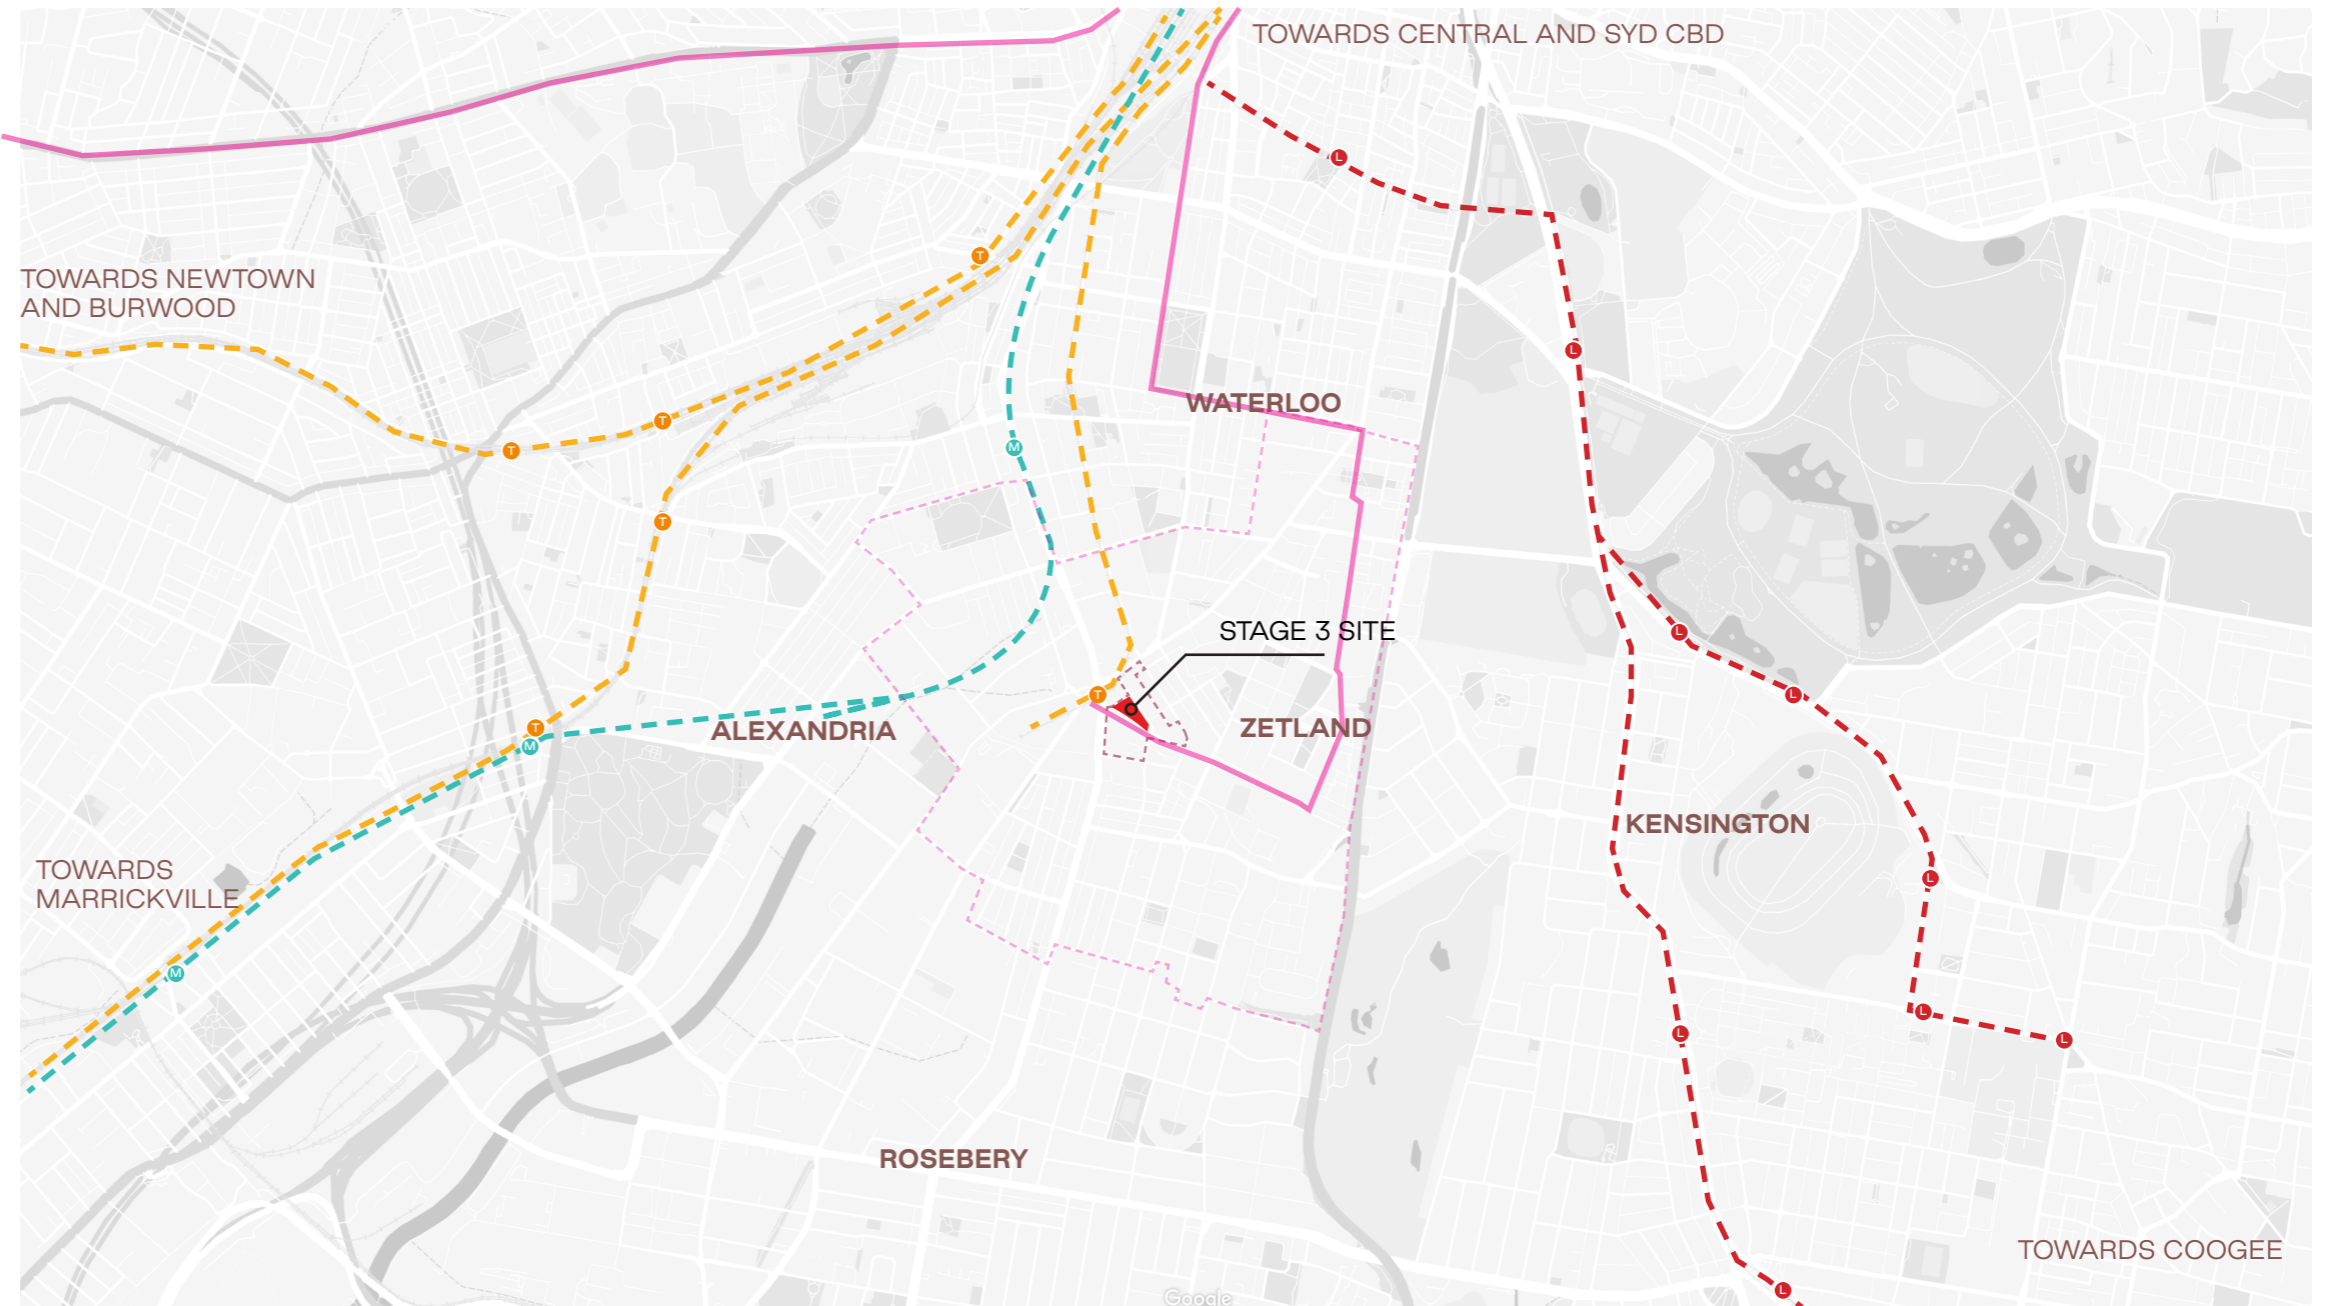 TOWARDS CENTRAL AND SYD CBD
L
T
TOWARDS NEWTOWN
AND BURWOOD
L
WATERLOO
T
T
M
T
STAGE 3 SITE
L
T
L
T
M
ALEXANDRIA
ZETLAND
KENSINGTON
TOWARDS
MARRICKVILLE
L
M
L
L
L
ROSEBERY
TOWARDS COOGEE
L
Google